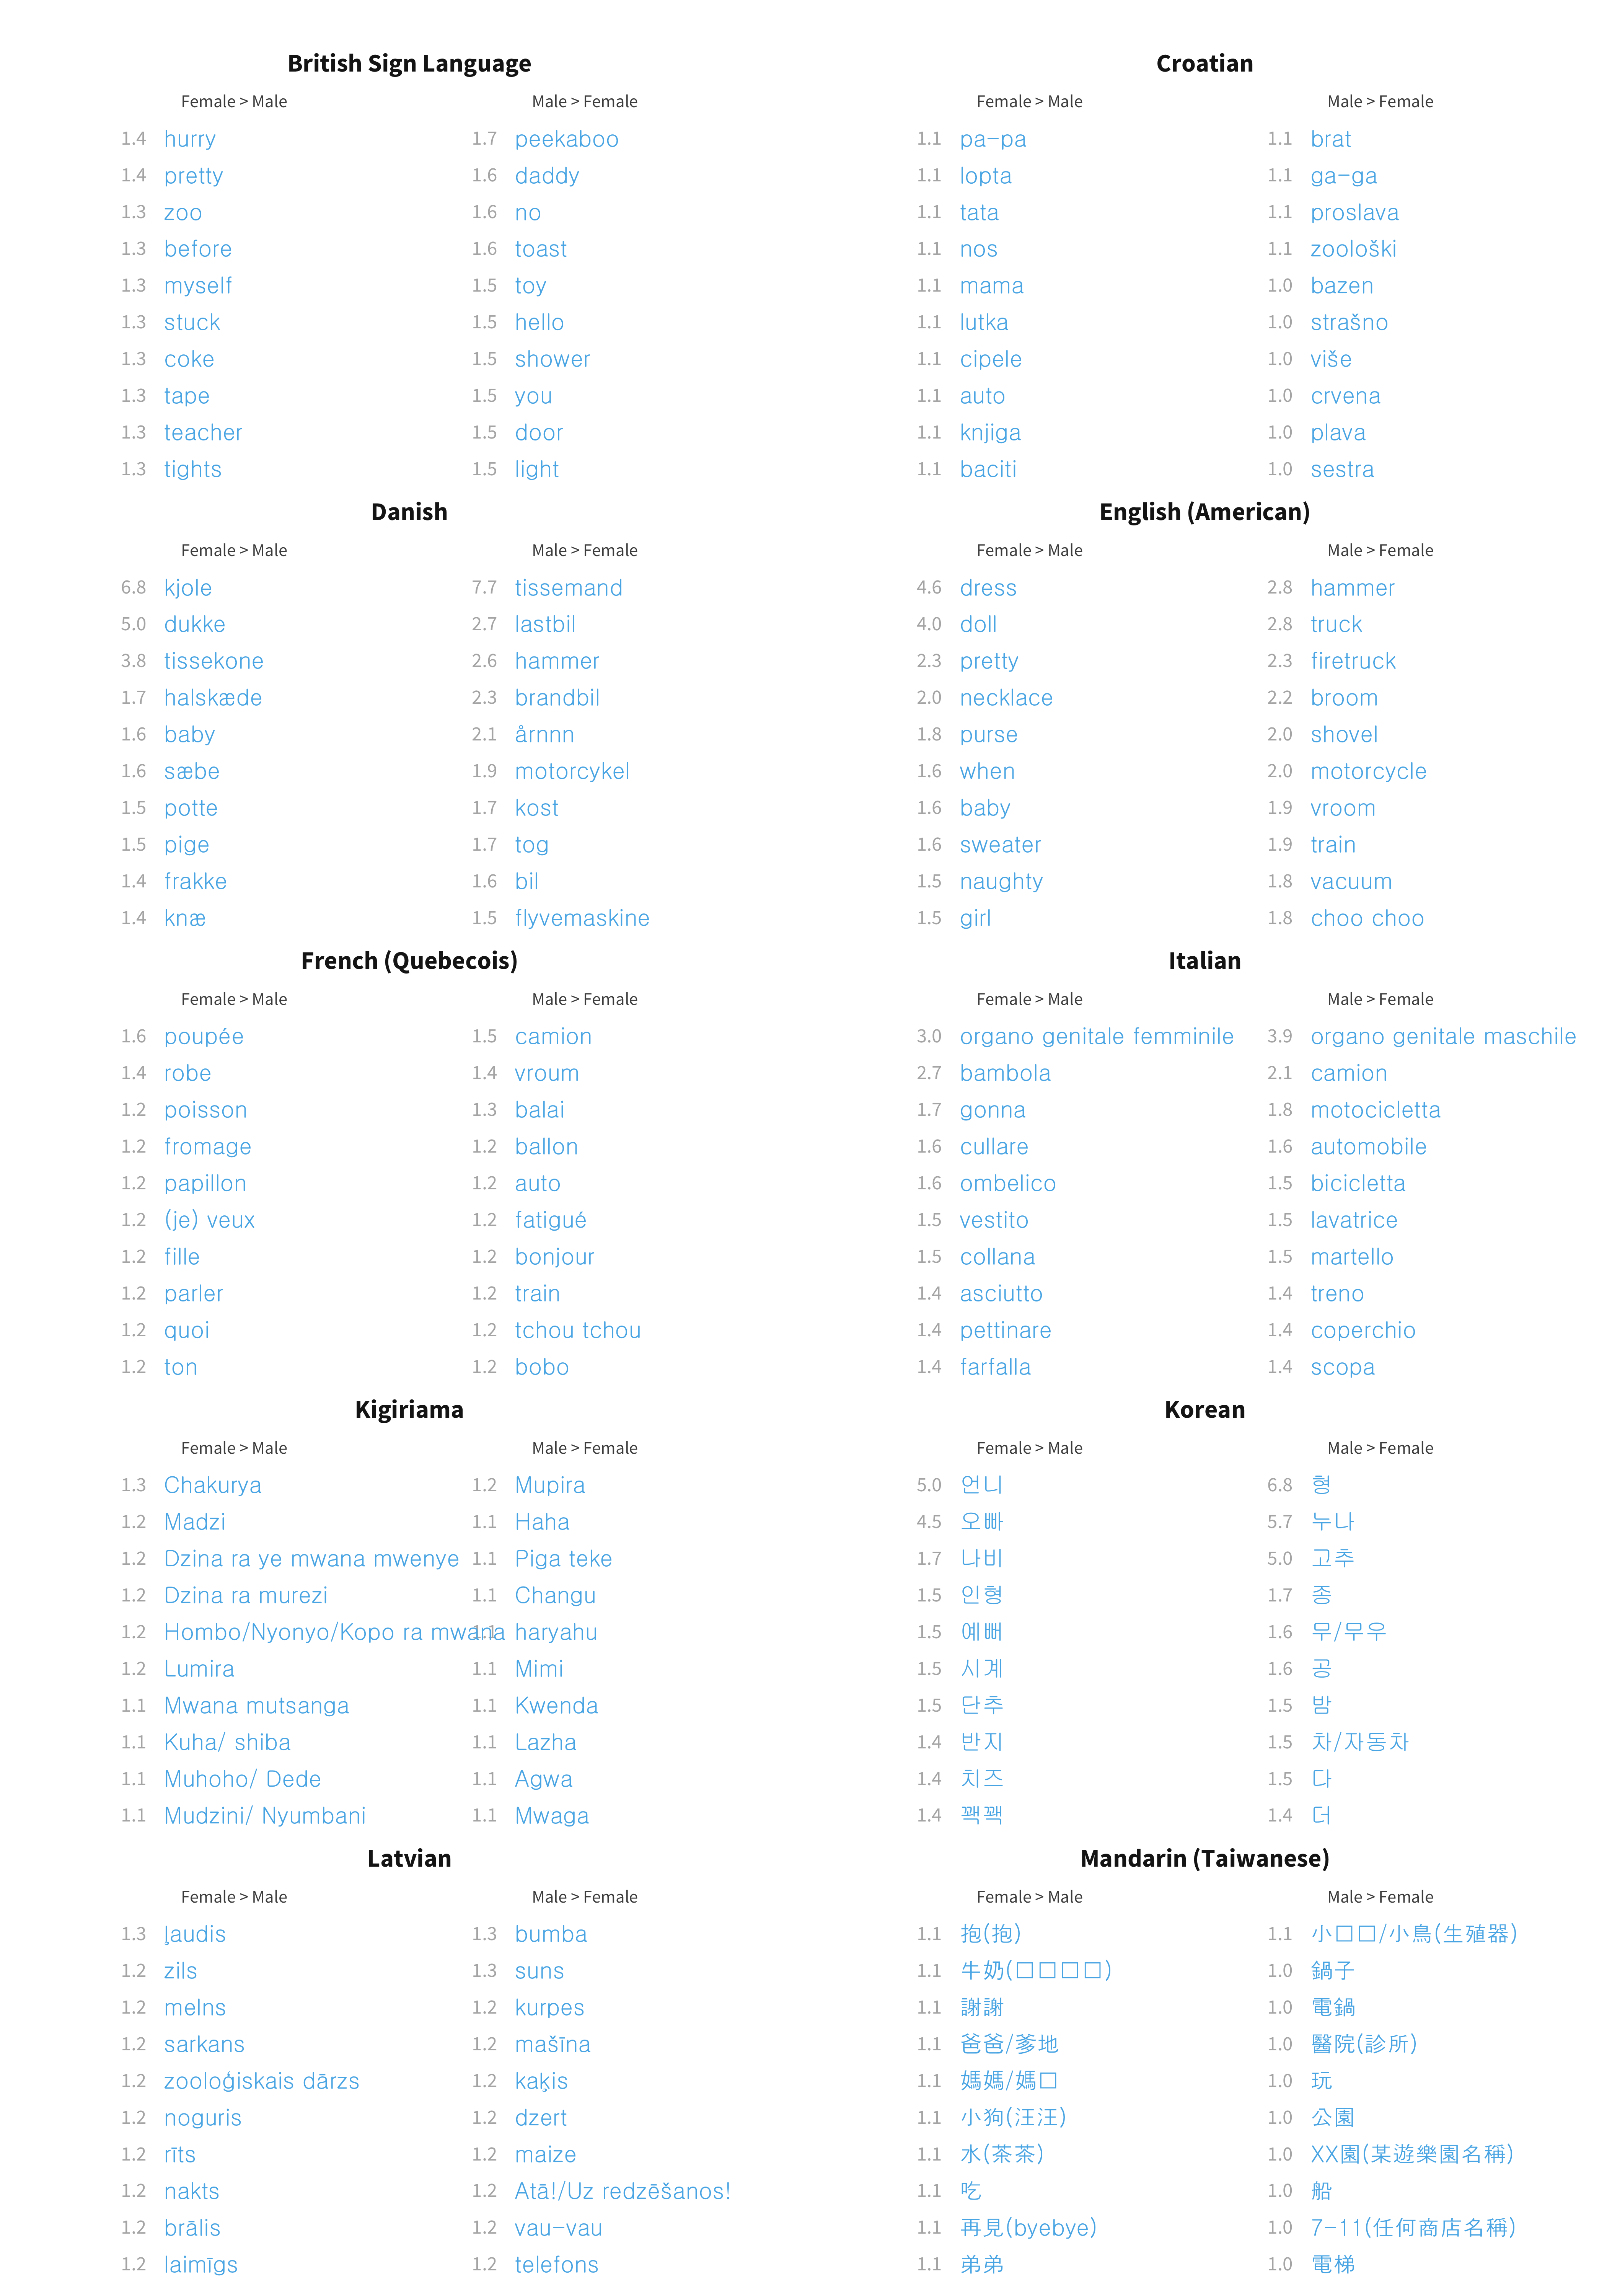 British Sign Language
Female > Male
1.4 hurry
1.4 pretty
1.3 zoo
1.3 before
1.3 myself
1.3 stuck
1.3 coke
1.3 tape
1.3 teacher
1.3 tights
Male > Female
1.7 peekaboo
1.6 daddy
1.6 no
1.6 toast
1.5 toy
1.5 hello
1.5 shower
1.5 you
1.5 door
1.5 light
Croatian
Female > Male
1.1 pa-pa
1.1 lopta
1.1 tata
1.1 nos
1.1 mama
1.1 lutka
1.1 cipele
1.1 auto
1.1 knjiga
1.1 baciti
Male > Female
1.1 brat
1.1 ga-ga
1.1 proslava
1.1 zoološki
1.0 bazen
1.0 strašno
1.0 više
1.0 crvena
1.0 plava
1.0 sestra
Danish
Female > Male
6.8 kjole
5.0 dukke
3.8 tissekone
1.7 halskæde
1.6 baby
1.6 sæbe
1.5 potte
1.5 pige
1.4 frakke
1.4 knæ
Male > Female
7.7 tissemand
2.7 lastbil
2.6 hammer
2.3 brandbil
2.1 årnnn
1.9 motorcykel
1.7 kost
1.7 tog
1.6 bil
1.5 flyvemaskine
English (American)
Female > Male
4.6 dress
4.0 doll
2.3 pretty
2.0 necklace
1.8 purse
1.6 when
1.6 baby
1.6 sweater
1.5 naughty
1.5 girl
Male > Female
2.8 hammer
2.8 truck
2.3 firetruck
2.2 broom
2.0 shovel
2.0 motorcycle
1.9 vroom
1.9 train
1.8 vacuum
1.8 choo choo
French (Quebecois)
Female > Male
1.6 poupée
1.4 robe
1.2 poisson
1.2 fromage
1.2 papillon
1.2 (je) veux
1.2 fille
1.2 parler
1.2 quoi
1.2 ton
Male > Female
1.5 camion
1.4 vroum
1.3 balai
1.2 ballon
1.2 auto
1.2 fatigué
1.2 bonjour
1.2 train
1.2 tchou tchou
1.2 bobo
Italian
Female > Male
3.0 organo genitale femminile
2.7 bambola
1.7 gonna
1.6 cullare
1.6 ombelico
1.5 vestito
1.5 collana
1.4 asciutto
1.4 pettinare
1.4 farfalla
Male > Female
3.9 organo genitale maschile
2.1 camion
1.8 motocicletta
1.6 automobile
1.5 bicicletta
1.5 lavatrice
1.5 martello
1.4 treno
1.4 coperchio
1.4 scopa
Kigiriama
Female > Male
1.3 Chakurya
1.2 Madzi
1.2 Dzina ra ye mwana mwenye
1.2 Dzina ra murezi
1.2 Hombo/Nyonyo/Kopo ra mwana
1.2 Lumira
1.1 Mwana mutsanga
1.1 Kuha/ shiba
1.1 Muhoho/ Dede
1.1 Mudzini/ Nyumbani
Male > Female
1.2 Mupira
1.1 Haha
1.1 Piga teke
1.1 Changu
1.1 haryahu
1.1 Mimi
1.1 Kwenda
1.1 Lazha
1.1 Agwa
1.1 Mwaga
Korean
Female > Male
5.0 언니
4.5 오빠
1.7 나비
1.5 인형
1.5 예뻐
1.5 시계
1.5 단추
1.4 반지
1.4 치즈
1.4 꽥꽥
Male > Female
6.8 형
5.7 누나
5.0 고추
1.7 종
1.6 무/무우
1.6 공
1.5 밤
1.5 차/자동차
1.5 다
1.4 더
Latvian
Female > Male
1.3 ļaudis
1.2 zils
1.2 melns
1.2 sarkans
1.2 zooloģiskais dārzs
1.2 noguris
1.2 rīts
1.2 nakts
1.2 brālis
1.2 laimīgs
Male > Female
1.3 bumba
1.3 suns
1.2 kurpes
1.2 mašīna
1.2 kaķis
1.2 dzert
1.2 maize
1.2 Atā!/Uz redzēšanos!
1.2 vau-vau
1.2 telefons
Mandarin (Taiwanese)
Female > Male
1.1 抱(抱)
1.1 牛奶(□□□□)
1.1 謝謝
1.1 爸爸/爹地
1.1 媽媽/媽□
1.1 小狗(汪汪)
1.1 水(茶茶)
1.1 吃
1.1 再見(byebye)
1.1 弟弟
Male > Female
1.1 小□□/小鳥(生殖器)
1.0 鍋子
1.0 電鍋
1.0 醫院(診所)
1.0 玩
1.0 公園
1.0 XX園(某遊樂園名稱)
1.0 船
1.0 7-11(任何商店名稱)
1.0 電梯